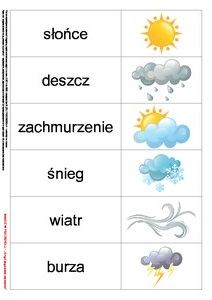 słońce
deszcz
zachmurzenie
śnieg
wiatr
burza